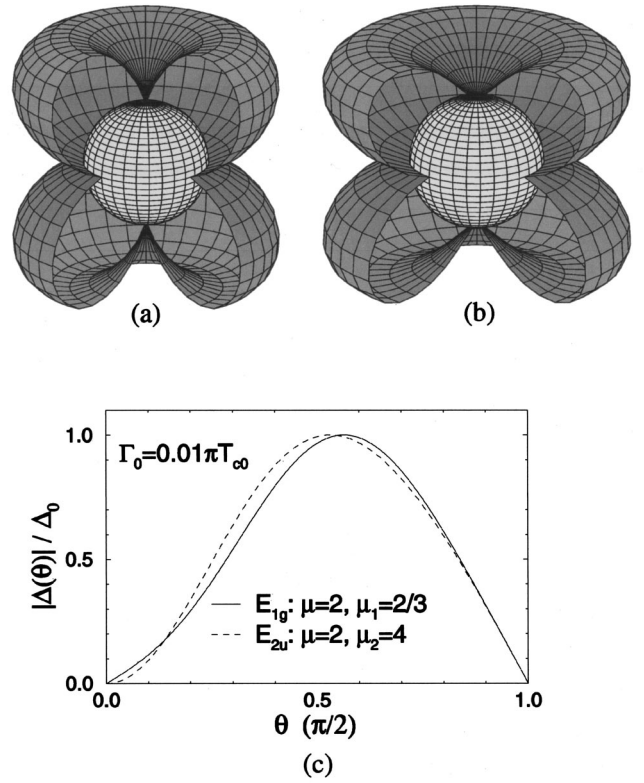 (a)
(b)
Γ₀=0.01πT_c0
|Δ(θ)| / Δ₀
1.0
0.5
0.0
E₁g: μ=2, μ₁=2/3
E₂u: μ=2, μ₂=4
0.0
0.5
1.0
θ (π/2)
(c)